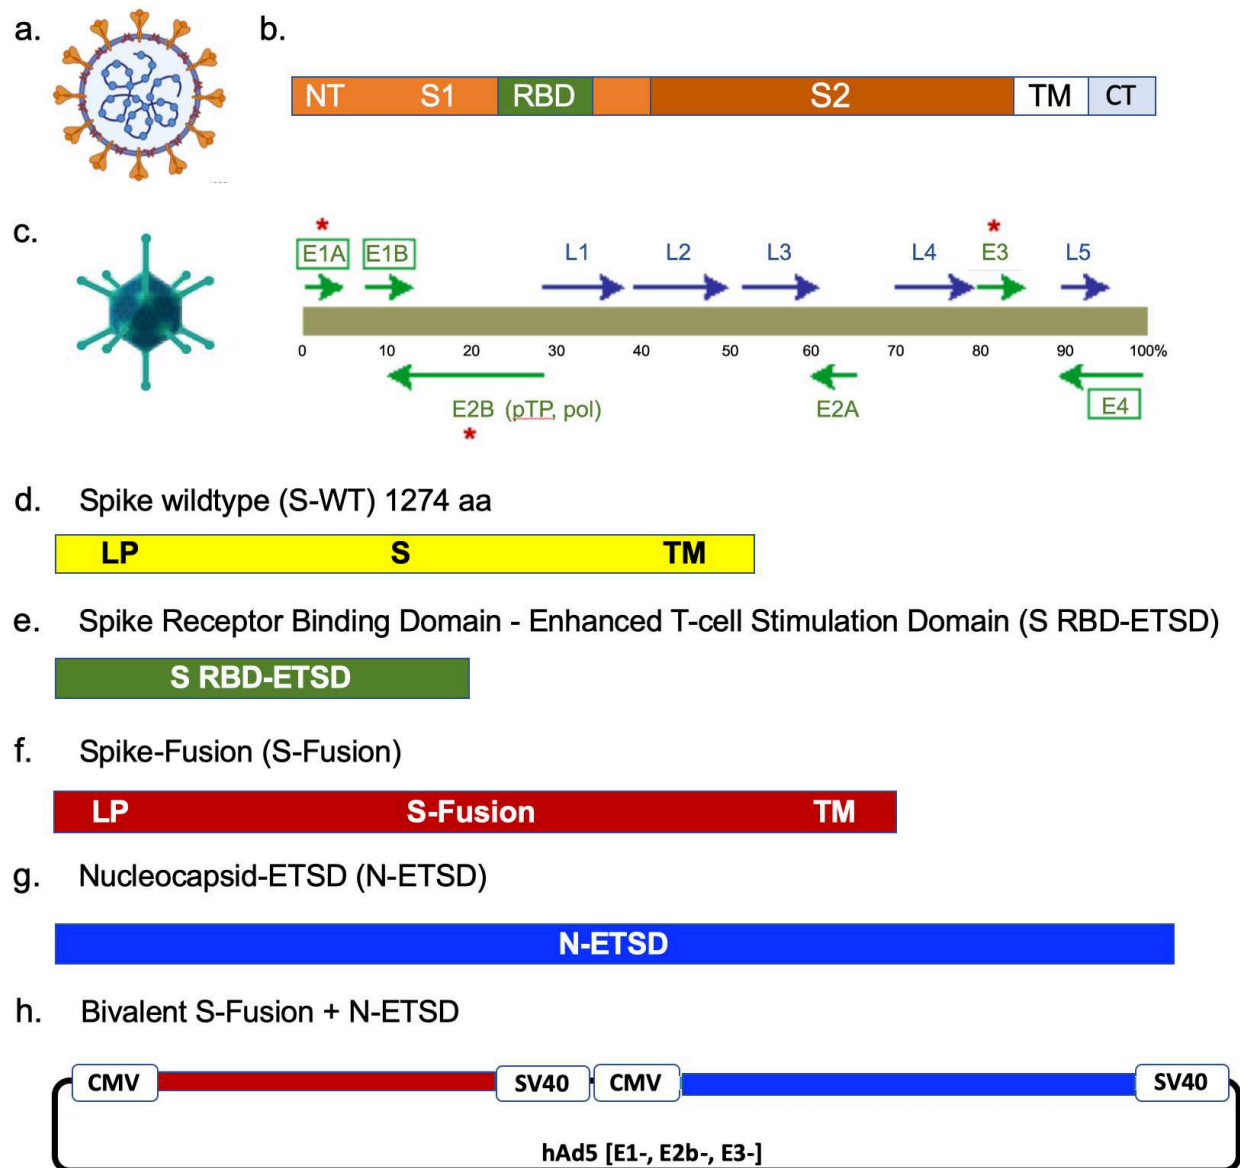 a.
b.
NT S1 RBD S2 TM CT
c.
* *
E1A E1B L1 L2 L3 L4 E3 L5
0 10 20 30 40 50 60 70 80 90 100%
E2B (pTP, pol) E2A E4
*
d. Spike wildtype (S-WT) 1274 aa
LP S TM
e. Spike Receptor Binding Domain - Enhanced T-cell Stimulation Domain (S RBD-ETSD)
S RBD-ETSD
f. Spike-Fusion (S-Fusion)
LP S-Fusion TM
g. Nucleocapsid-ETSD (N-ETSD)
N-ETSD
h. Bivalent S-Fusion + N-ETSD
CMV SV40 CMV SV40
hAd5 [E1-, E2b-, E3-]